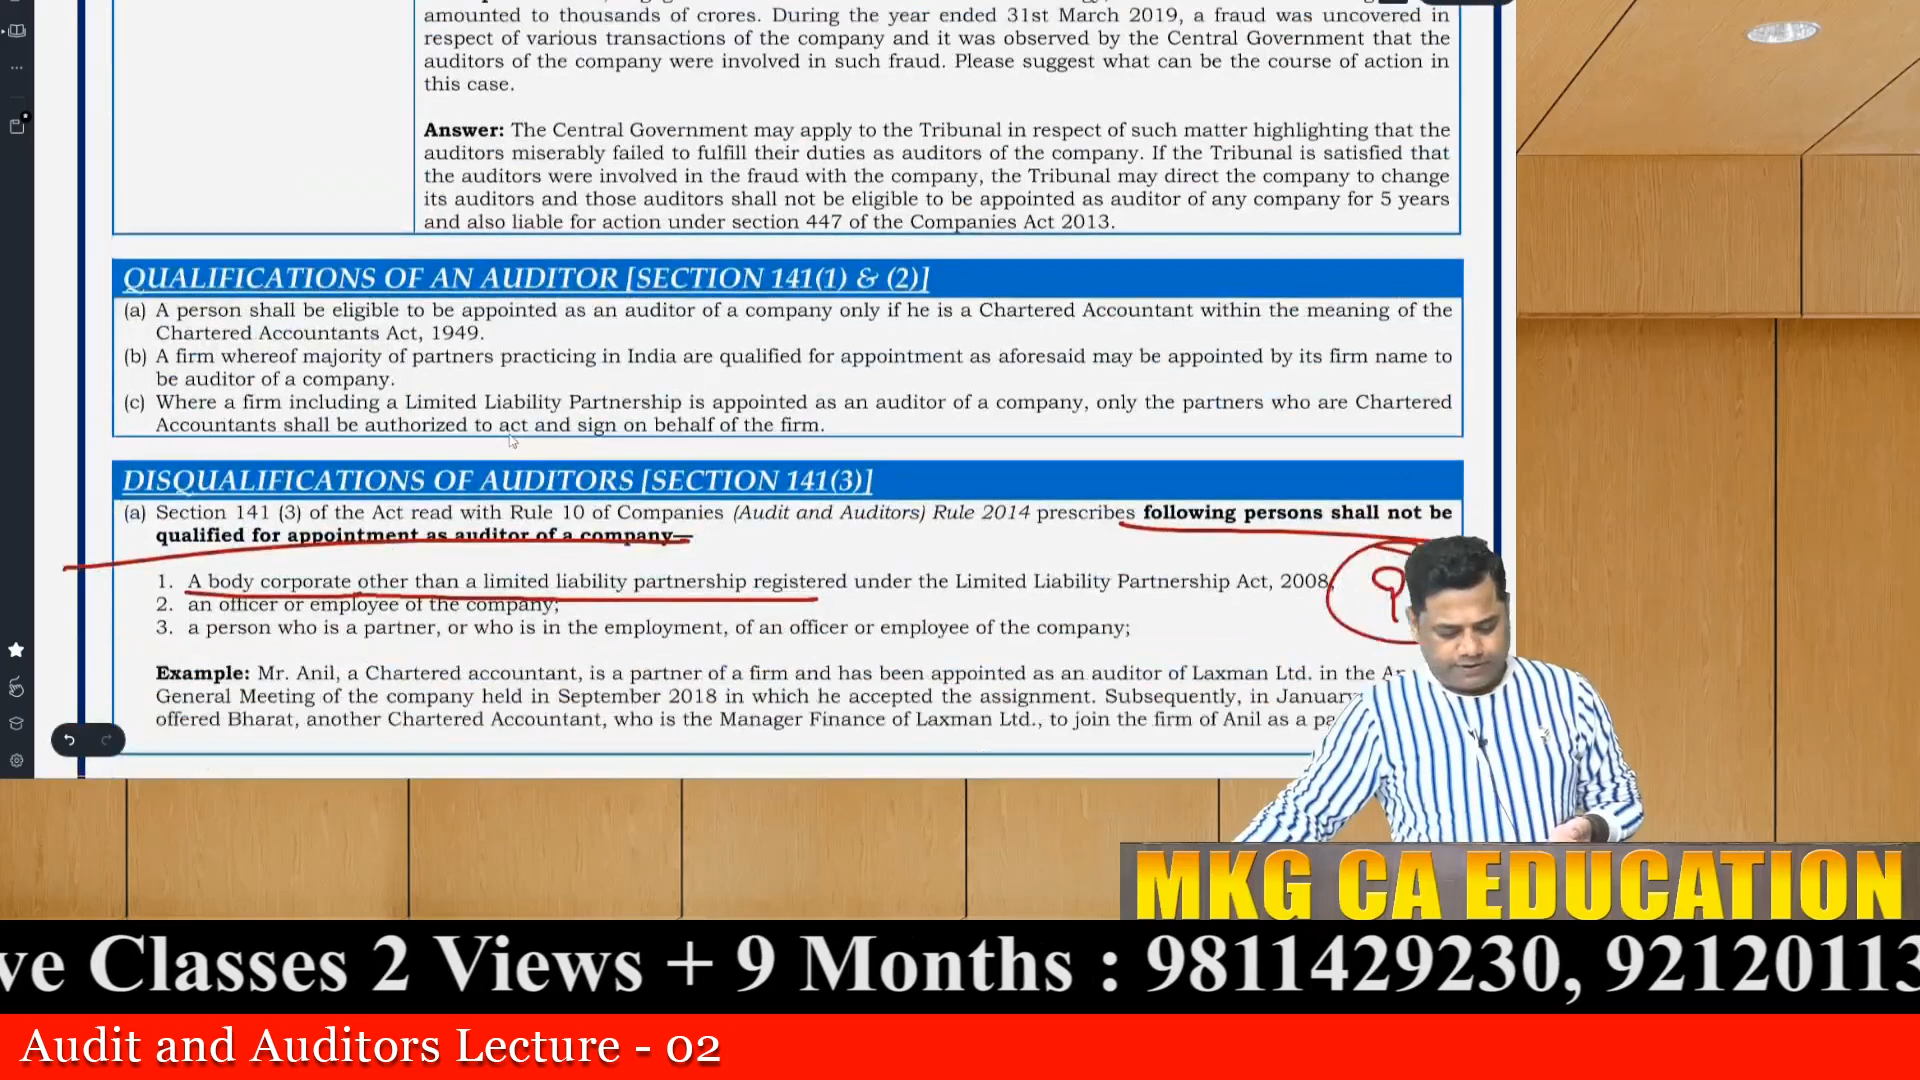 amounted to thousands of crores. During the year ended 31st March 2019, a fraud was uncovered in
respect of various transactions of the company and it was observed by the Central Government that the
auditors of the company were involved in such fraud. Please suggest what can be the course of action in
this case.
Answer: The Central Government may apply to the Tribunal in respect of such matter highlighting that the
auditors miserably failed to fulfill their duties as auditors of the company. If the Tribunal is satisfied that
the auditors were involved in the fraud with the company, the Tribunal may direct the company to change
its auditors and those auditors shall not be eligible to be appointed as auditor of any company for 5 years
and also liable for action under section 447 of the Companies Act 2013.
QUALIFICATIONS OF AN AUDITOR [SECTION 141(1) & (2)]
(a) A person shall be eligible to be appointed as an auditor of a company only if he is a Chartered Accountant within the meaning of the
Chartered Accountants Act, 1949.
(b) A firm whereof majority of partners practicing in India are qualified for appointment as aforesaid may be appointed by its firm name to
be auditor of a company.
(c) Where a firm including a Limited Liability Partnership is appointed as an auditor of a company, only the partners who are Chartered
Accountants shall be authorized to act and sign on behalf of the firm.
DISQUALIFICATIONS OF AUDITORS [SECTION 141(3)]
(a) Section 141 (3) of the Act read with Rule 10 of Companies (Audit and Auditors) Rule 2014 prescribes following persons shall not be
qualified for appointment as auditor of a company—
1. A body corporate other than a limited liability partnership registered under the Limited Liability Partnership Act, 2008,
2. an officer or employee of the company;
3. a person who is a partner, or who is in the employment, of an officer or employee of the company;
Example: Mr. Anil, a Chartered accountant, is a partner of a firm and has been appointed as an auditor of Laxman Ltd. in the
General Meeting of the company held in September 2018 in which he accepted the assignment. Subsequently, in January
offered Bharat, another Chartered Accountant, who is the Manager Finance of Laxman Ltd., to join the firm of Anil as a
MKG CA EDUCATION
ve Classes 2 Views + 9 Months : 9811429230, 92120113
Audit and Auditors Lecture - 02